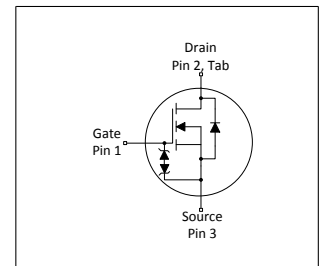 Drain
Pin 2, Tab
Gate
Pin 1
Source
Pin 3